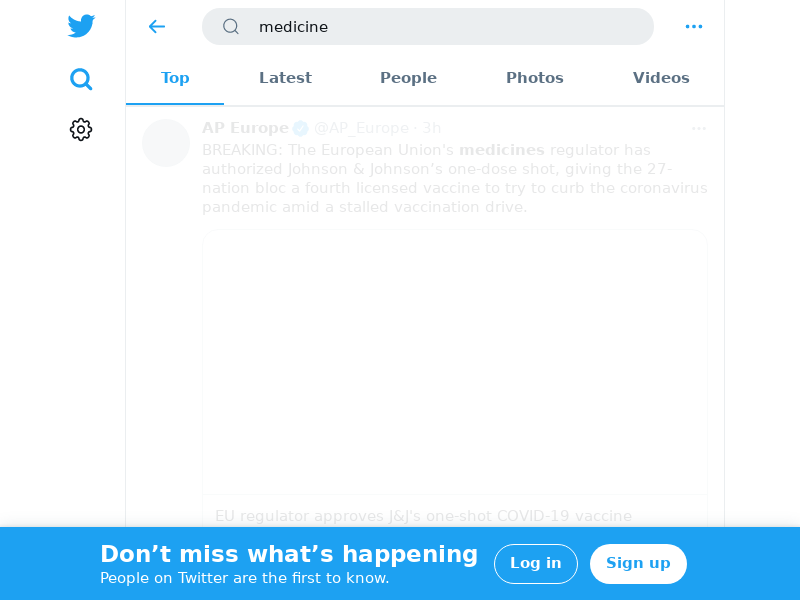 medicine
Top Latest People Photos Videos
AP Europe @AP_Europe · 3h
BREAKING: The European Union's medicines regulator has
authorized Johnson & Johnson’s one-dose shot, giving the 27-
nation bloc a fourth licensed vaccine to try to curb the coronavirus
pandemic amid a stalled vaccination drive.
EU regulator approves J&J's one-shot COVID-19 vaccine
Don’t miss what’s happening
People on Twitter are the first to know.
Log in
Sign up